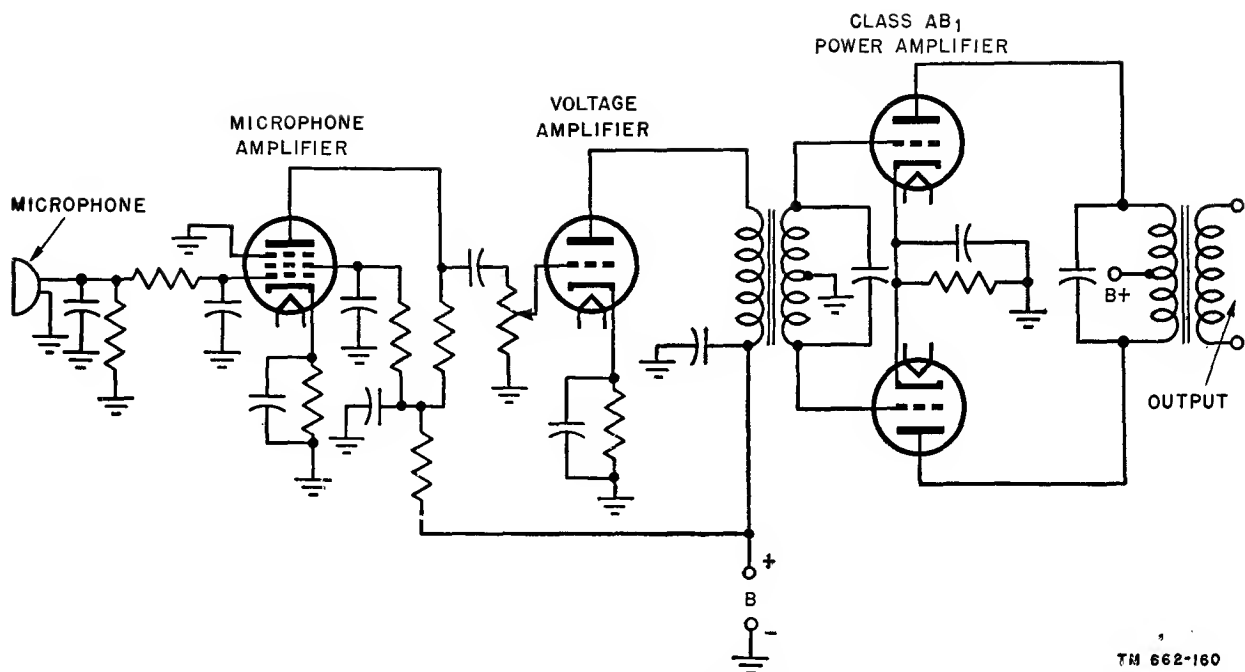 CLASS AB1
POWER AMPLIFIER
VOLTAGE
AMPLIFIER
MICROPHONE
AMPLIFIER
MICROPHONE
B+
OUTPUT
+
B
-
TM 662-160